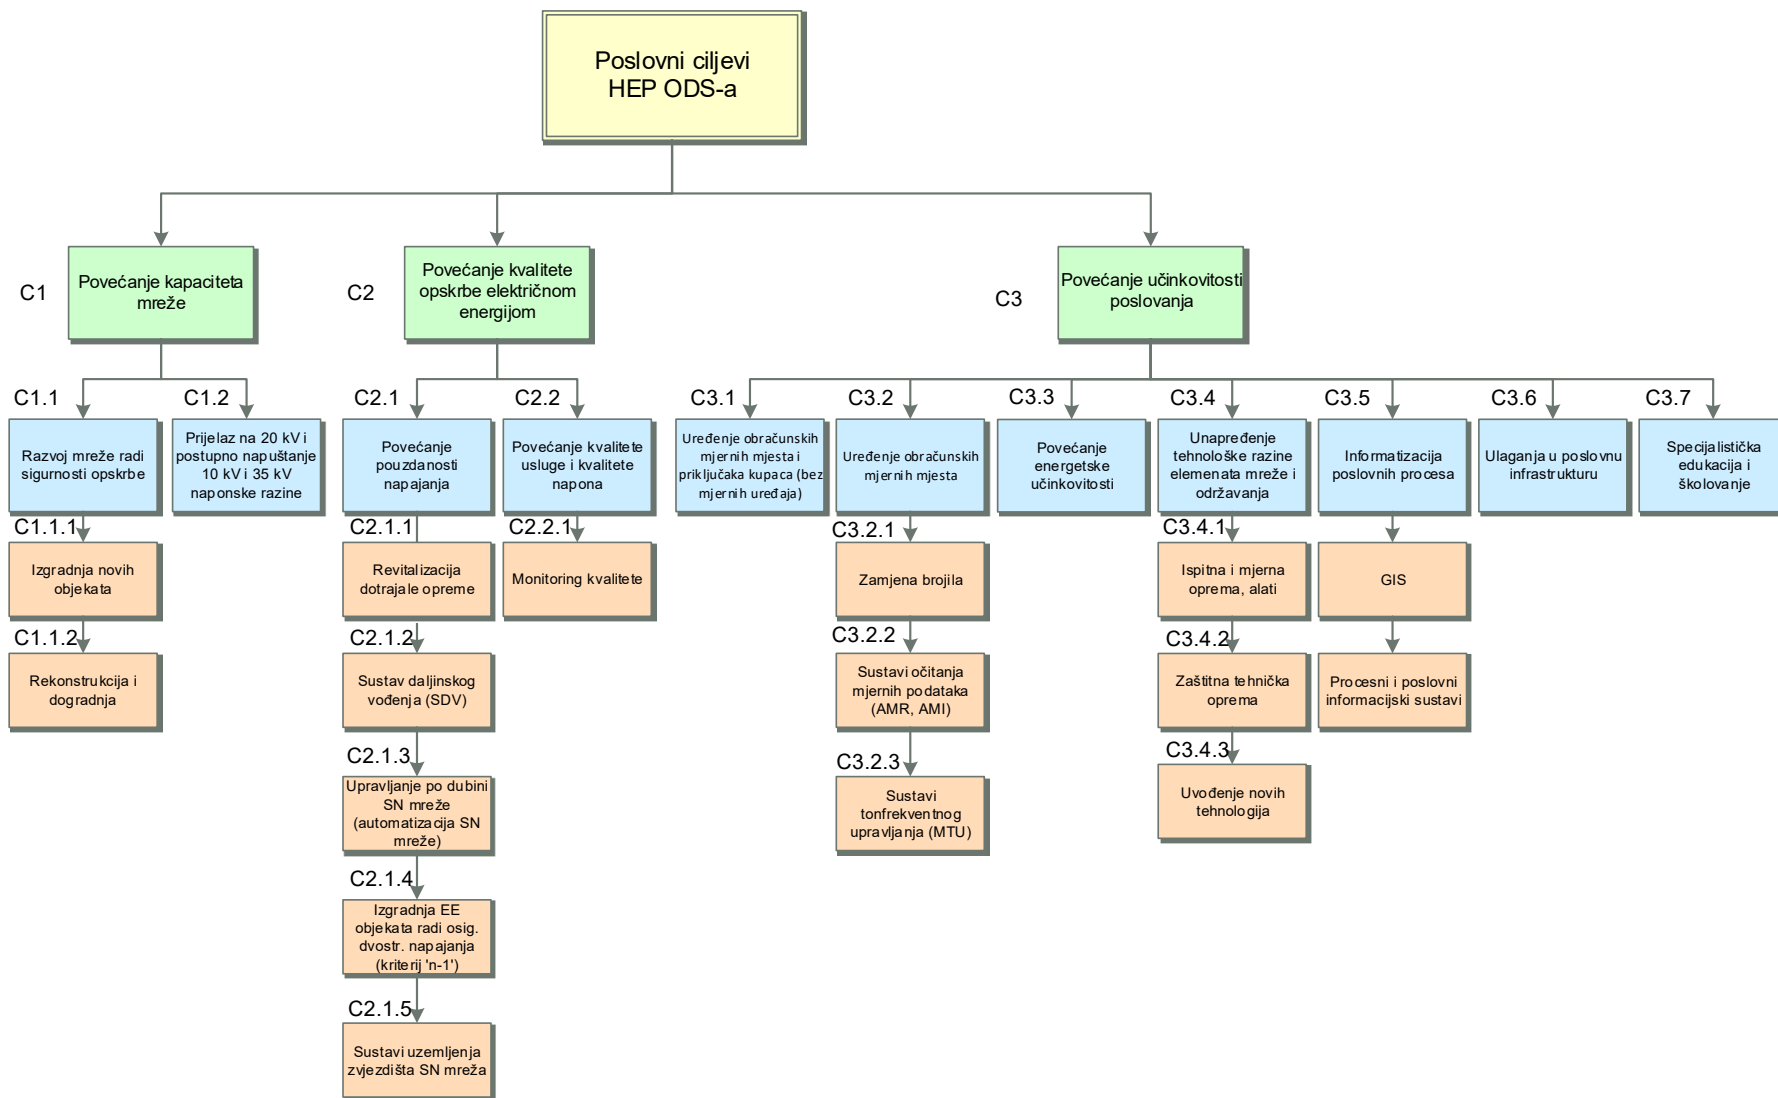 Poslovni ciljevi
HEP ODS-a
C1
Povećanje kapaciteta
mreže
C2
Povećanje kvalitete
opskrbe električnom
energijom
C3
Povećanje učinkovitosti
poslovanja
C1.1
Razvoj mreže radi
sigurnosti opskrbe
C1.2
Prijelaz na 20 kV i
postupno napuštanje
10 kV i 35 kV
naponske razine
C2.1
Povećanje
pouzdanosti
napajanja
C2.2
Povećanje kvalitete
usluge i kvalitete
napona
C3.1
Uređenje obračunskih
mjernih mjesta i
priključaka kupaca (bez
mjernih uređaja)
C3.2
Uređenje obračunskih
mjernih mjesta
C3.3
Povećanje
energetske
učinkovitosti
C3.4
Unapređenje
tehnološke razine
elemenata mreže i
održavanja
C3.5
Informatizacija
poslovnih procesa
C3.6
Ulaganja u poslovnu
infrastrukturu
C3.7
Specijalistička
edukacija i
školovanje
C1.1.1
Izgradnja novih
objekata
C1.1.2
Rekonstrukcija i
dogradnja
C2.1.1
Revitalizacija
dotrajale opreme
C2.1.2
Sustav daljinskog
vođenja (SDV)
C2.1.3
Upravljanje po dubini
SN mreže
(automatizacija SN
mreže)
C2.1.4
Izgradnja EE
objekata radi osig.
dvostr. napajanja
(kriterij 'n-1')
C2.1.5
Sustavi uzemljenja
zvjezdišta SN mreža
C2.2.1
Monitoring kvalitete
C3.2.1
Zamjena brojila
C3.2.2
Sustavi očitanja
mjernih podataka
(AMR, AMI)
C3.2.3
Sustavi
tonfrekventnog
upravljanja (MTU)
C3.4.1
Ispitna i mjerna
oprema, alati
C3.4.2
Zaštitna tehnička
oprema
C3.4.3
Uvođenje novih
tehnologija
GIS
Procesni i poslovni
informacijski sustavi